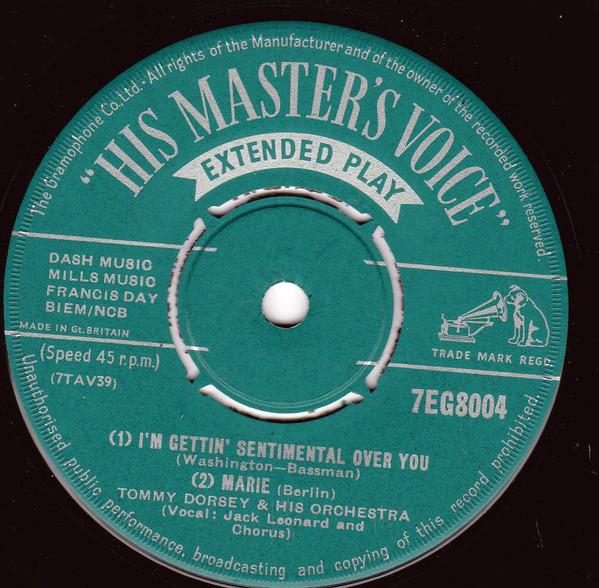 The Gramophone Co., Ltd. All rights of the Manufacturer and of the owner of the recorded work reserved.
"HIS MASTER'S VOICE"
EXTENDED PLAY
DASH MUSIC
MILLS MUSIC
FRANCIS DAY
BIEM/NCB
MADE IN Gt. BRITAIN
(Speed 45 r.p.m.)
(7TAV39)
TRADE MARK REGD
7EG8004
(1) I'M GETTIN' SENTIMENTAL OVER YOU
(Washington—Bassman)
(2) MARIE (Berlin)
TOMMY DORSEY & HIS ORCHESTRA
(Vocal: Jack Leonard and
Chorus)
Unauthorised public performance, broadcasting and copying of this record prohibited.